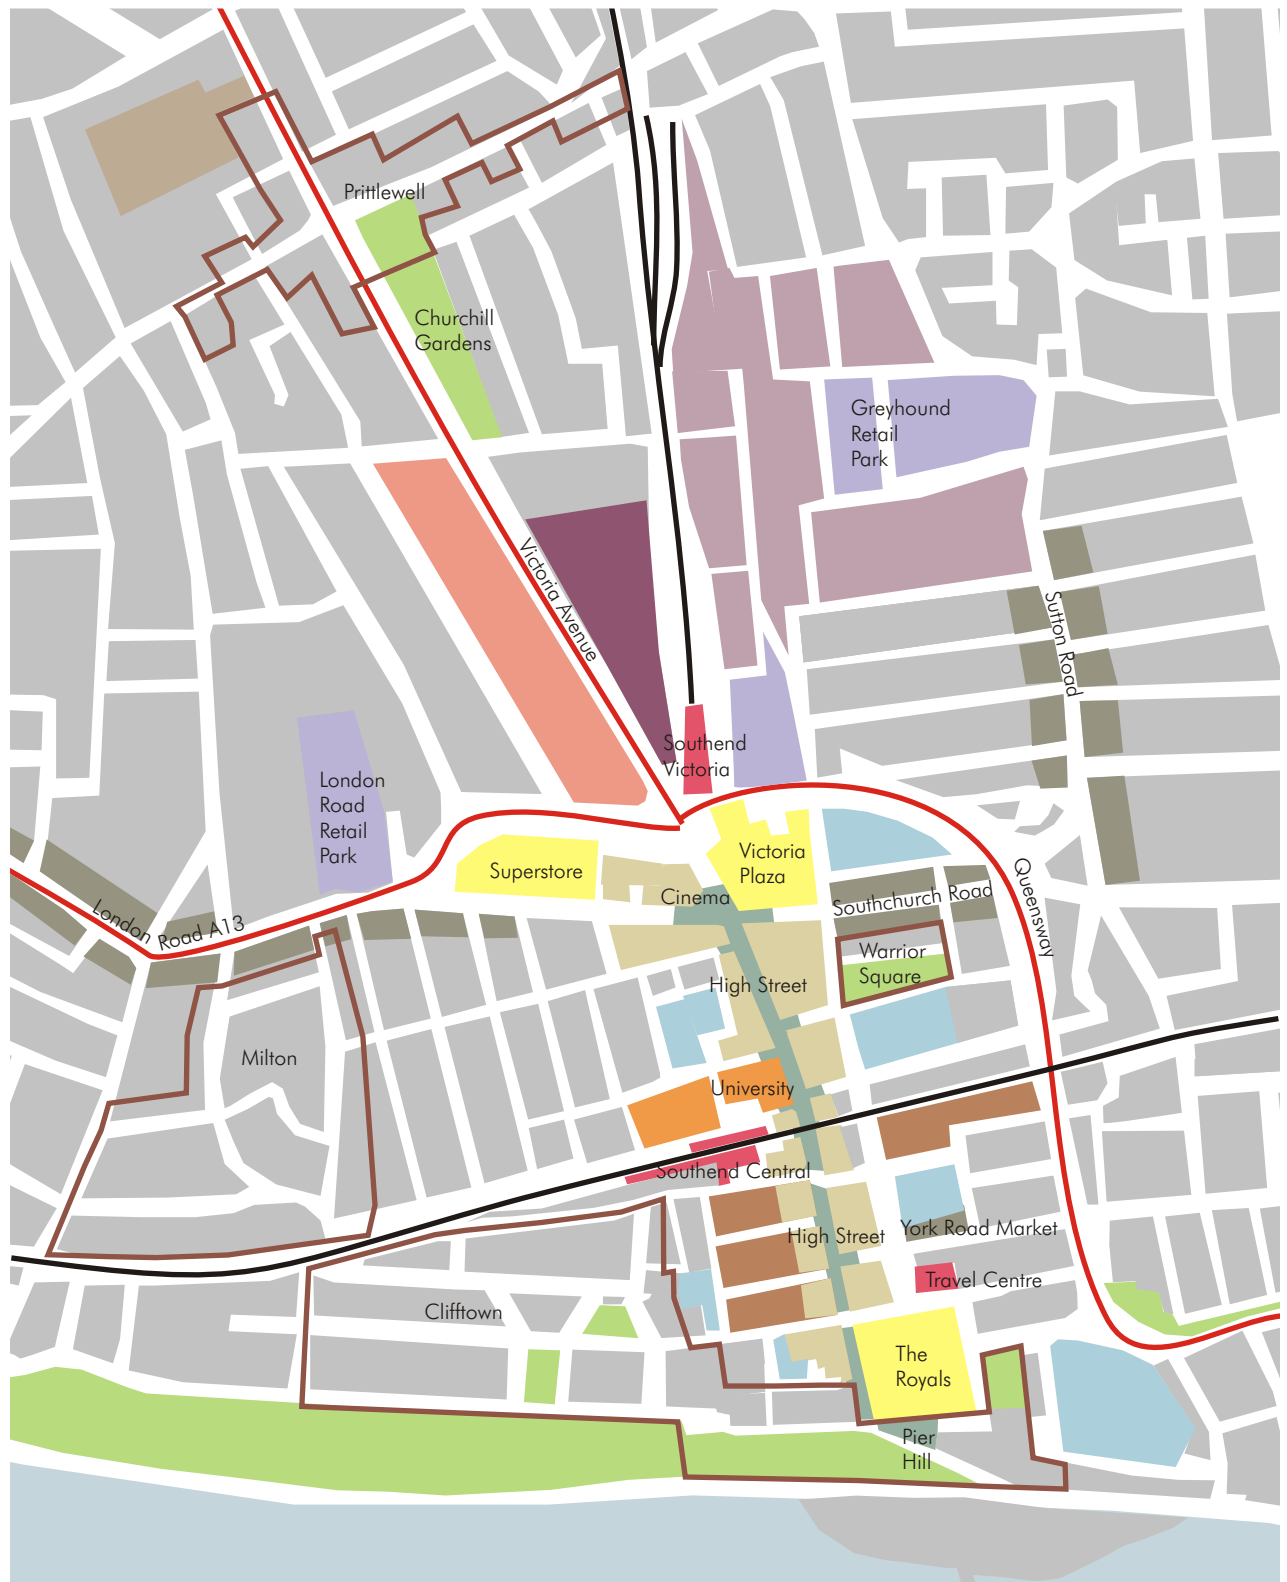 Prittlewell
Churchill
Gardens
Greyhound
Retail
Park
Victoria Avenue
Sutton Road
Southend
Victoria
London
Road
Retail
Park
Superstore
Victoria
Plaza
Cinema
Southchurch Road
Queensway
London Road A13
Warrior
Square
High Street
Milton
University
Southend Central
High Street
York Road Market
Travel Centre
Clifftown
The
Royals
Pier
Hill